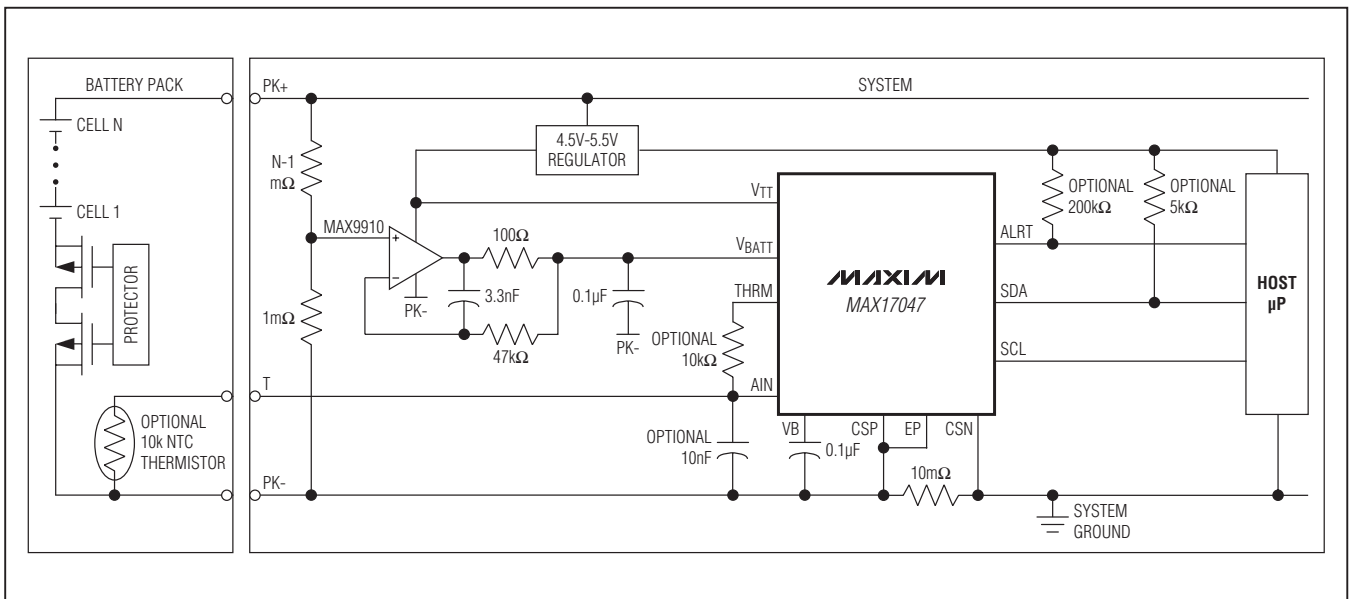 BATTERY PACK
CELL N
CELL 1
PROTECTOR
OPTIONAL
10k NTC
THERMISTOR
PK+
T
PK-
SYSTEM
N-1
mΩ
1mΩ
4.5V-5.5V
REGULATOR
MAX9910
+
−
PK-
100Ω
3.3nF
47kΩ
0.1µF
PK-
OPTIONAL
10kΩ
OPTIONAL
10nF
VTT
VBATT
THRM
AIN
MAXIM
MAX17047
VB
CSP
EP
CSN
0.1µF
10mΩ
ALRT
SDA
SCL
OPTIONAL
200kΩ
OPTIONAL
5kΩ
HOST
µP
SYSTEM
GROUND